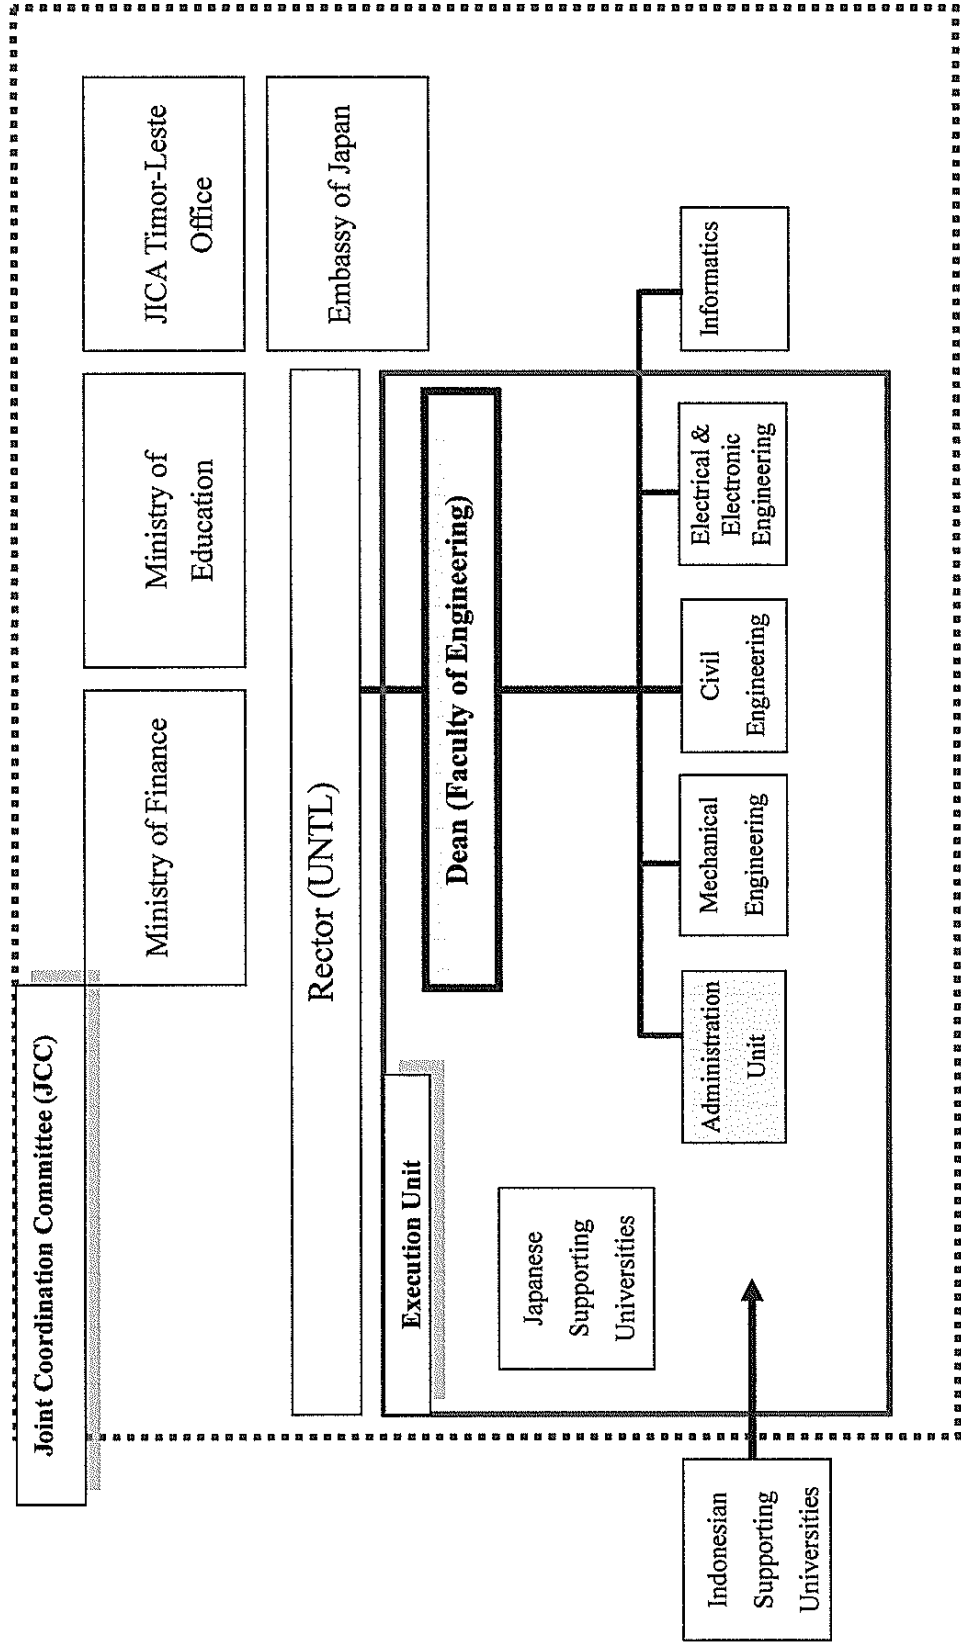 Joint Coordination Committee (JCC)
Ministry of Finance
Ministry of
Education
JICA Timor-Leste
Office
Embassy of Japan
Rector (UNTL)
Execution Unit
Dean (Faculty of Engineering)
Japanese
Supporting
Universities
Administration
Unit
Mechanical
Engineering
Civil
Engineering
Electrical &
Electronic
Engineering
Informatics
Indonesian
Supporting
Universities